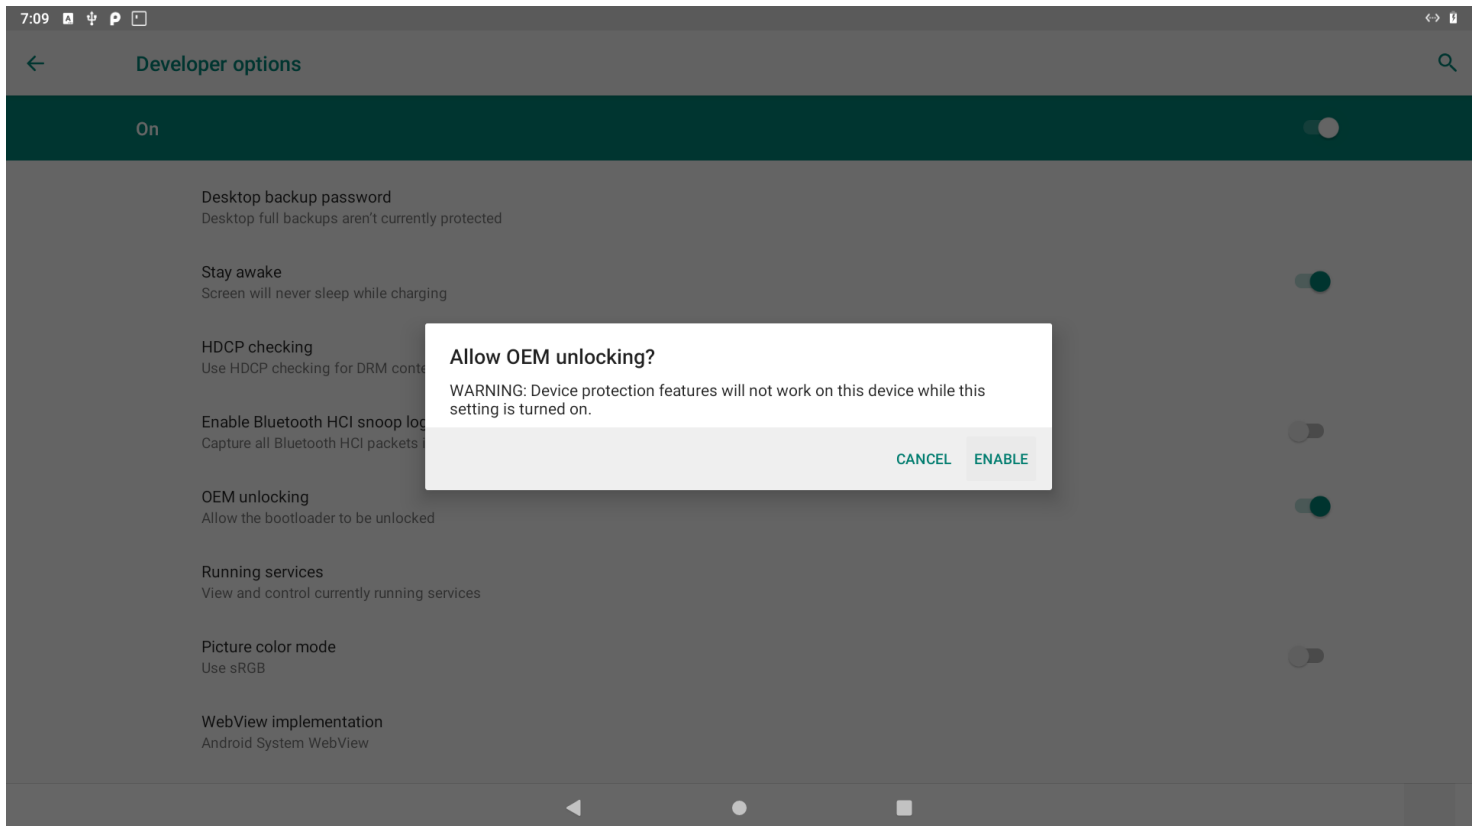 7:09
Developer options
On
Desktop backup password
Desktop full backups aren't currently protected
Stay awake
Screen will never sleep while charging
HDCP checking
Use HDCP checking for DRM conte
Allow OEM unlocking?
WARNING: Device protection features will not work on this device while this
setting is turned on.
CANCEL ENABLE
Enable Bluetooth HCI snoop log
Capture all Bluetooth HCI packets
OEM unlocking
Allow the bootloader to be unlocked
Running services
View and control currently running services
Picture color mode
Use sRGB
WebView implementation
Android System WebView